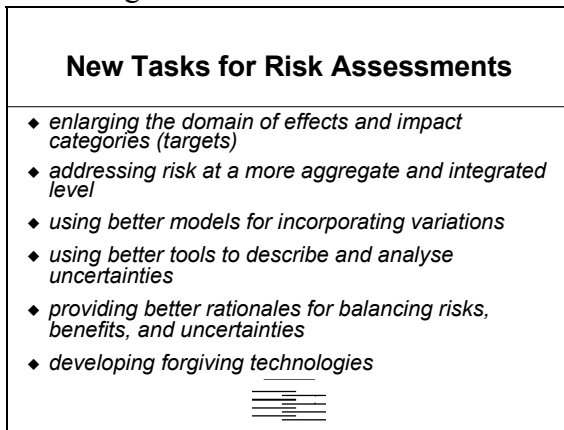 New Tasks for Risk Assessments
◆ enlarging the domain of effects and impact
categories (targets)
◆ addressing risk at a more aggregate and integrated
level
◆ using better models for incorporating variations
◆ using better tools to describe and analyse
uncertainties
◆ providing better rationales for balancing risks,
benefits, and uncertainties
◆ developing forgiving technologies